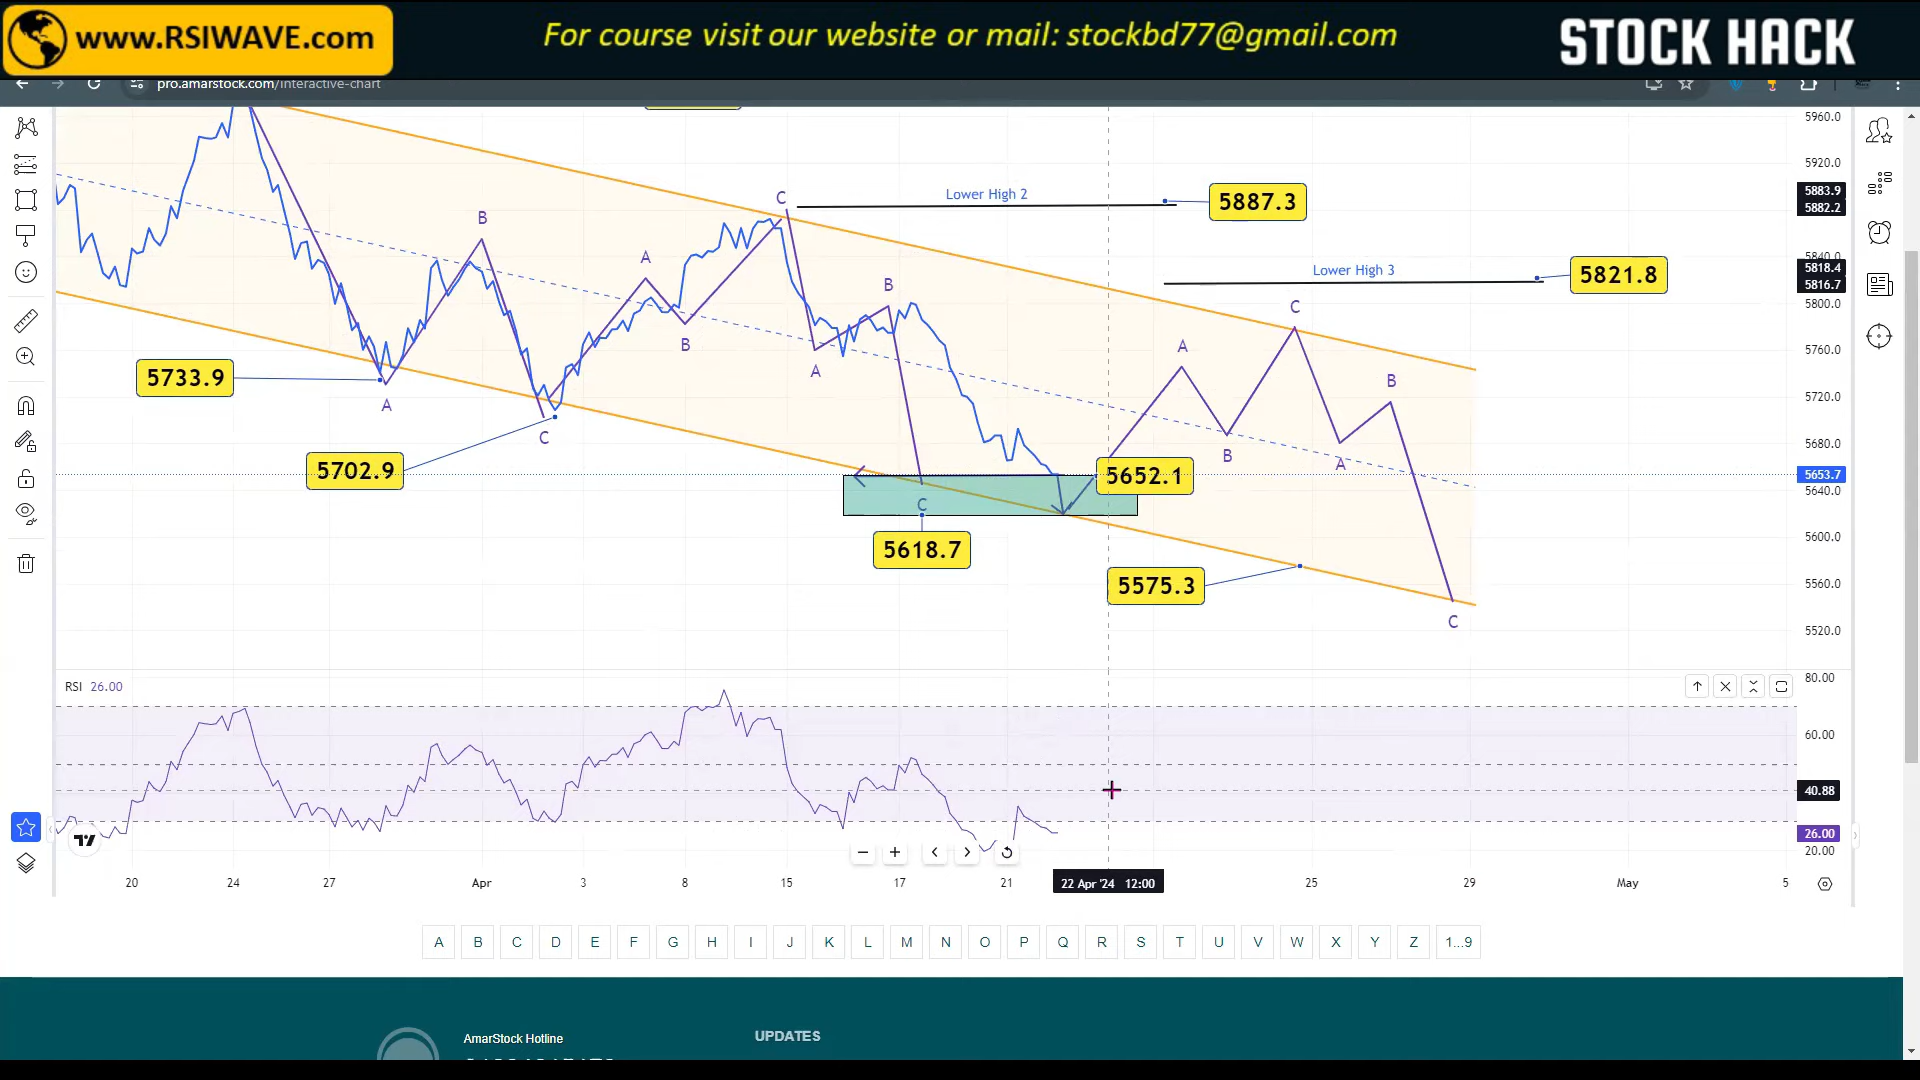 www.RSIWAVE.com
For course visit our website or mail: stockbd77@gmail.com
STOCK HACK
pro.amarstock.com/interactive-chart
5960.0
5920.0
5883.9
5882.2
5840.0
5818.4
5816.7
5800.0
5760.0
5720.0
5680.0
5653.7
5640.0
5600.0
5560.0
5520.0
Lower High 2
5887.3
Lower High 3
5821.8
C
B
A
B
A
C
A
B
A
B
C
A
B
A
B
C
C
5733.9
5702.9
5652.1
5618.7
5575.3
RSI 26.00
80.00
60.00
40.88
26.00
20.00
20 24 27 Apr 3 8 15 17 21 22 Apr '24 12:00 25 29 May 5
A B C D E F G H I J K L M N O P Q R S T U V W X Y Z 1...9
AmarStock Hotline
UPDATES